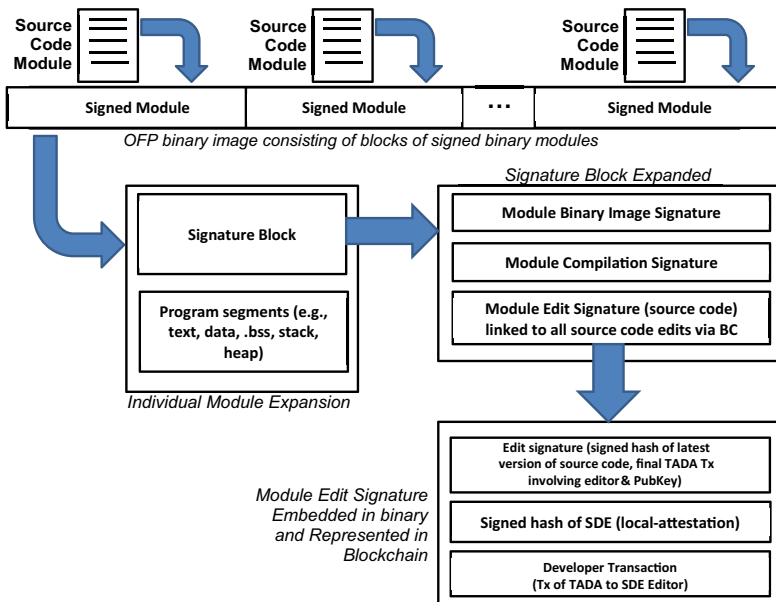 Source
Code
Module
Source
Code
Module
Source
Code
Module
Signed Module
Signed Module
...
Signed Module
OFP binary image consisting of blocks of signed binary modules
Signature Block
Program segments (e.g.,
text, data, .bss, stack,
heap)
Individual Module Expansion
Signature Block Expanded
Module Binary Image Signature
Module Compilation Signature
Module Edit Signature (source code)
linked to all source code edits via BC
Module Edit Signature
Embedded in binary
and Represented in
Blockchain
Edit signature (signed hash of latest
version of source code, final TADA Tx
involving editor & PubKey)
Signed hash of SDE (local-attestation)
Developer Transaction
(Tx of TADA to SDE Editor)